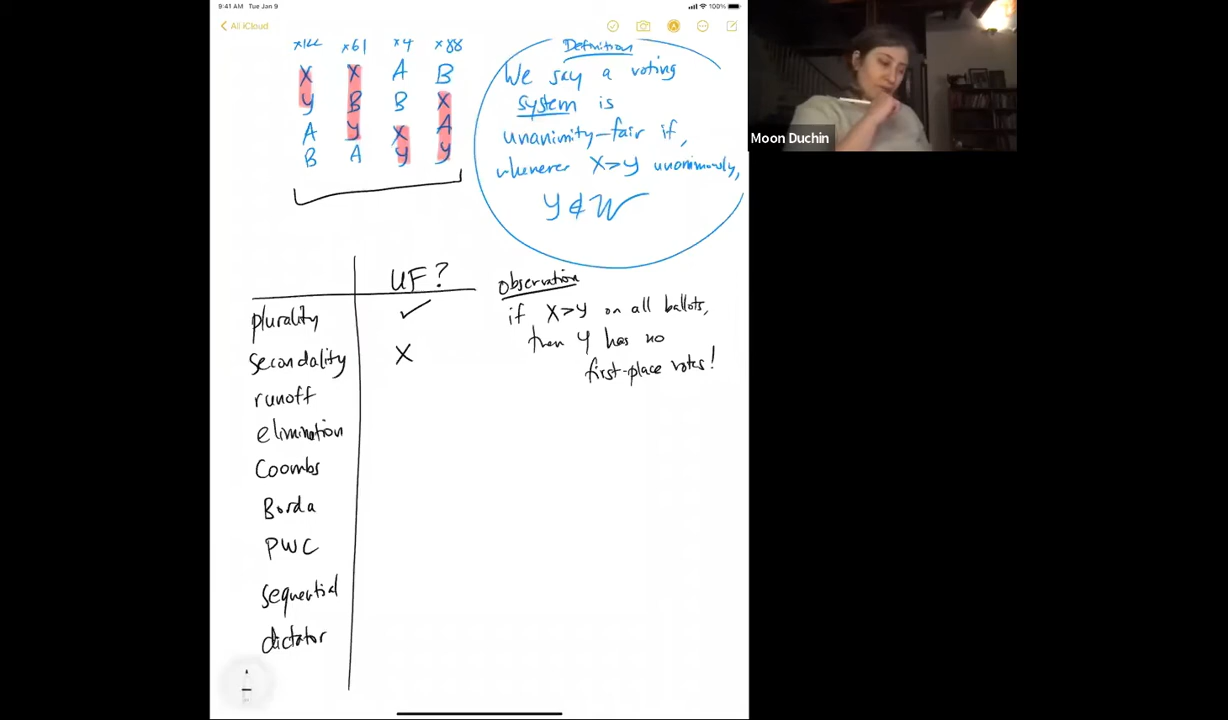 9:41 AM Tue Jan 9
100%
All iCloud
x61 x4 x88
X X A B
Y B B X
A Y X A
B A Y Y
Definition
We say a voting
system is
unanimity-fair if,
whenever X>Y unanimously,
Y ∉ W
UF?
plurality ✓
secondality X
runoff
elimination
Coombs
Borda
PWC
sequential
dictator
Observation
if X>Y on all ballots,
then Y has no
first-place votes!
Moon Duchin